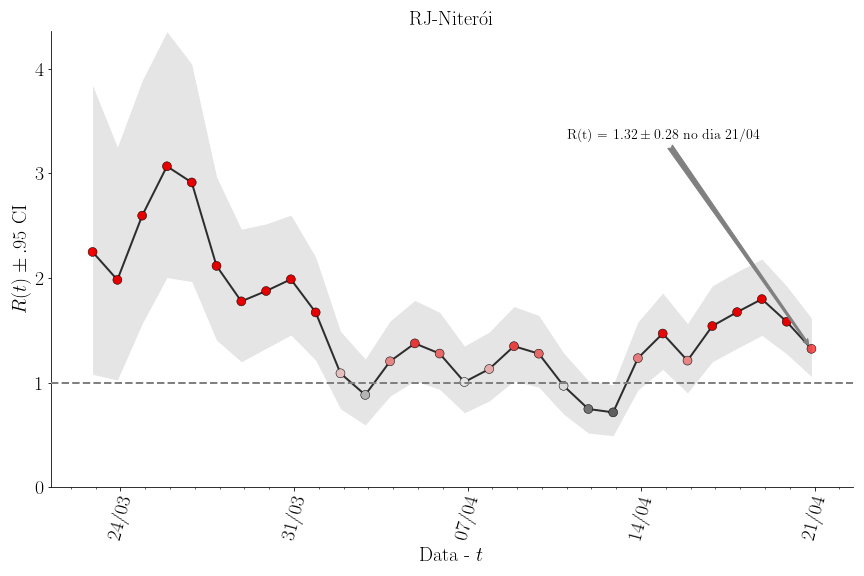 RJ-Niterói
4
3
2
1
0
R(t) ± .95 CI
R(t) = 1.32 ± 0.28 no dia 21/04
24/03
31/03
07/04
14/04
21/04
Data - t